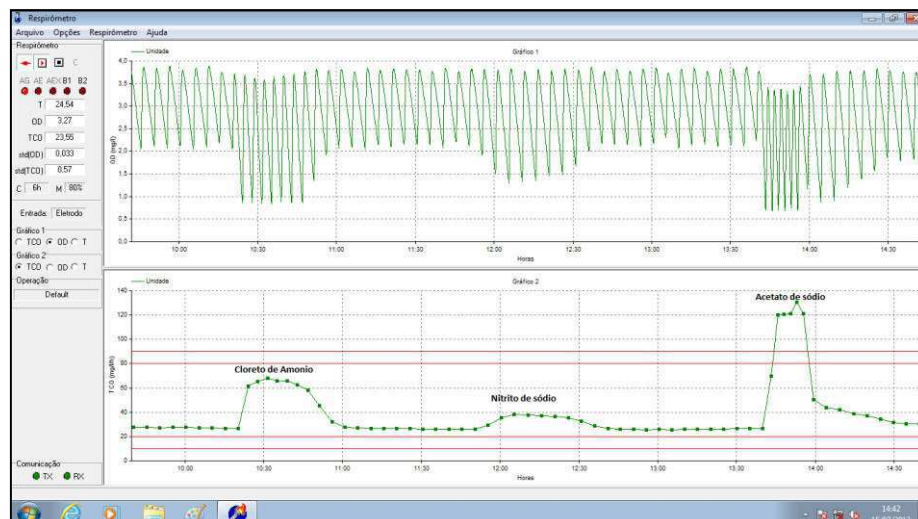 Respirômetro
Arquivo Opções Respirômetro Ajuda
Respirômetro
C
AG AE AEX B1 B2
T 24,54
OD 3,27
TCO 23,55
std(OD) 0,033
std(TCO) 0,57
C 6h M 80%
Entrada: Eletrodo
Gráfico 1
TCO OD T
Gráfico 2
TCO OD T
Operação
Default
Comunicação
TX RX
Unidade
Gráfico 1
OD (mg/l)
4,0
3,5
3,0
2,5
2,0
1,5
1,0
0,5
0,0
10:00 10:30 11:00 11:30 12:00 12:30 13:00 13:30 14:00 14:30
Horas
Unidade
Gráfico 2
TCO (mg/l/h)
140
120
100
80
60
40
20
0
Cloreto de Amonio
Nitrito de sódio
Acetato de sódio
10:00 10:30 11:00 11:30 12:00 12:30 13:00 13:30 14:00 14:30
Horas
14:42